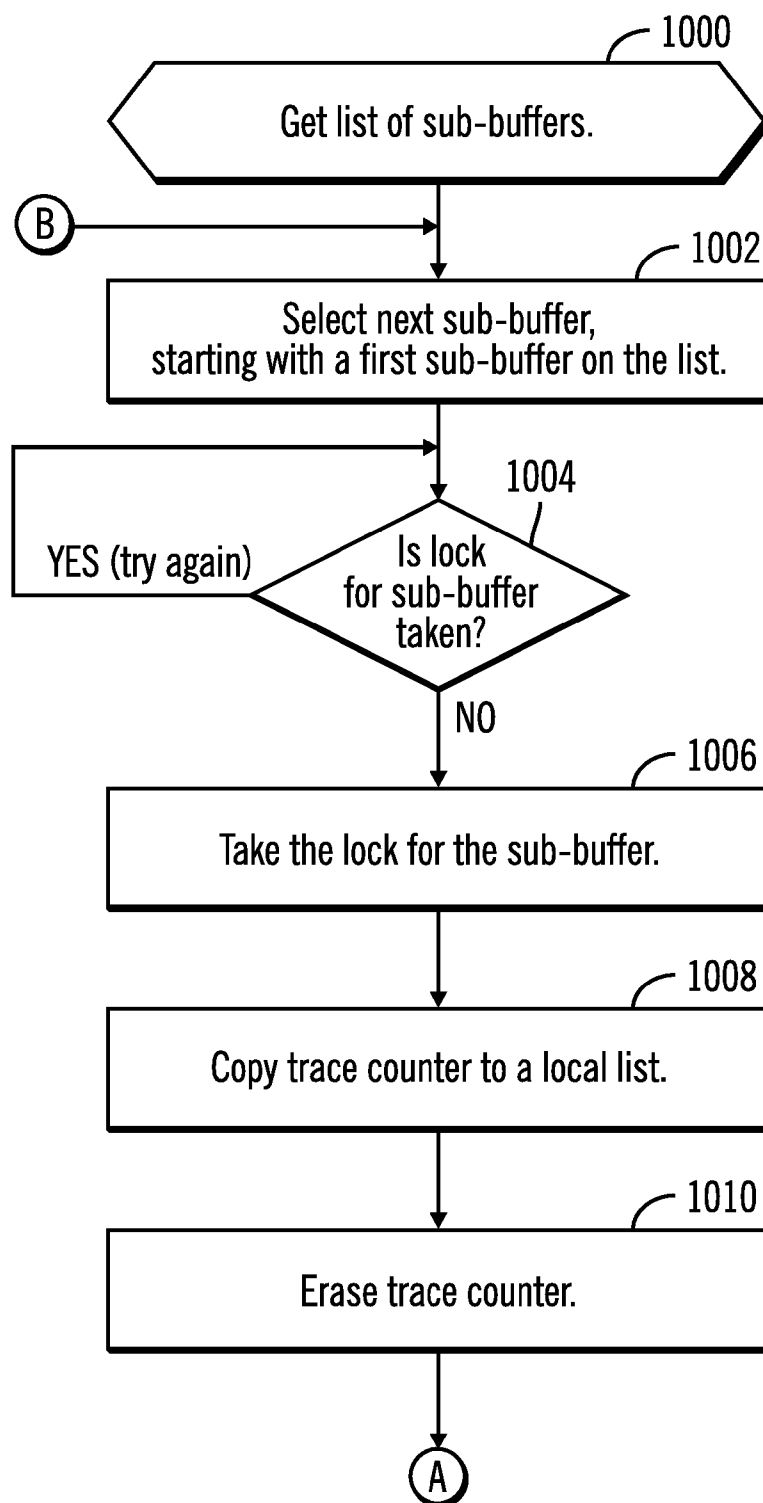 1000
Get list of sub-buffers.
B
1002
Select next sub-buffer,
starting with a first sub-buffer on the list.
1004
YES (try again)
Is lock
for sub-buffer
taken?
NO
1006
Take the lock for the sub-buffer.
1008
Copy trace counter to a local list.
1010
Erase trace counter.
A